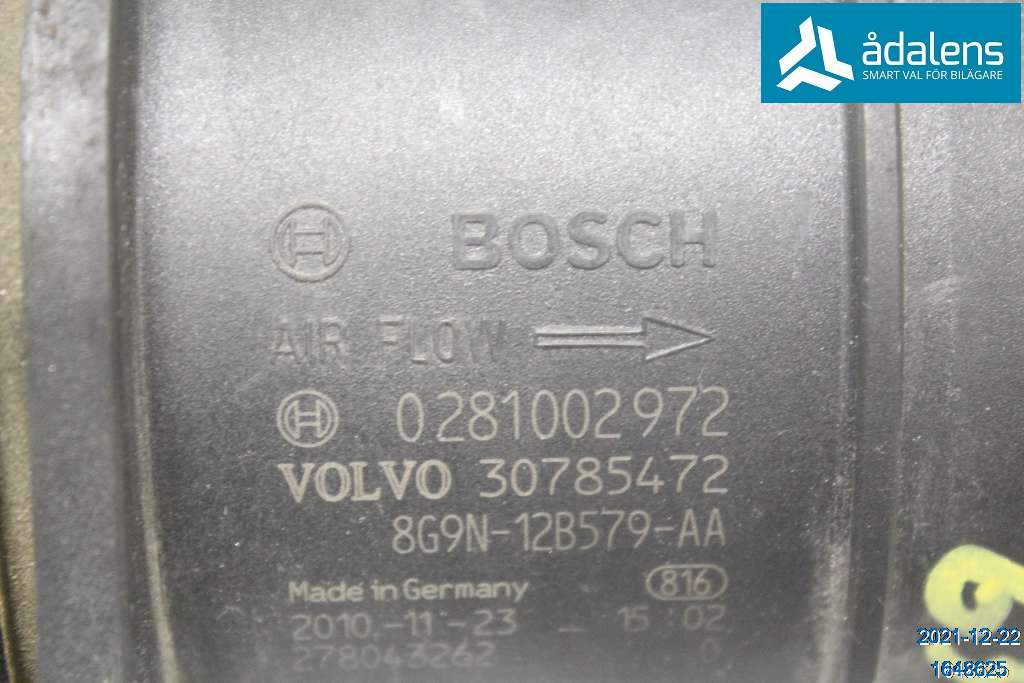 ådalens
SMART VAL FÖR BILÄGARE
BOSCH
AIR FLOW
0281002972
VOLVO 30785472
8G9N-12B579-AA
Made in Germany 816
2010-11-23 15 02
278043262
9
2021-12-22
1648625